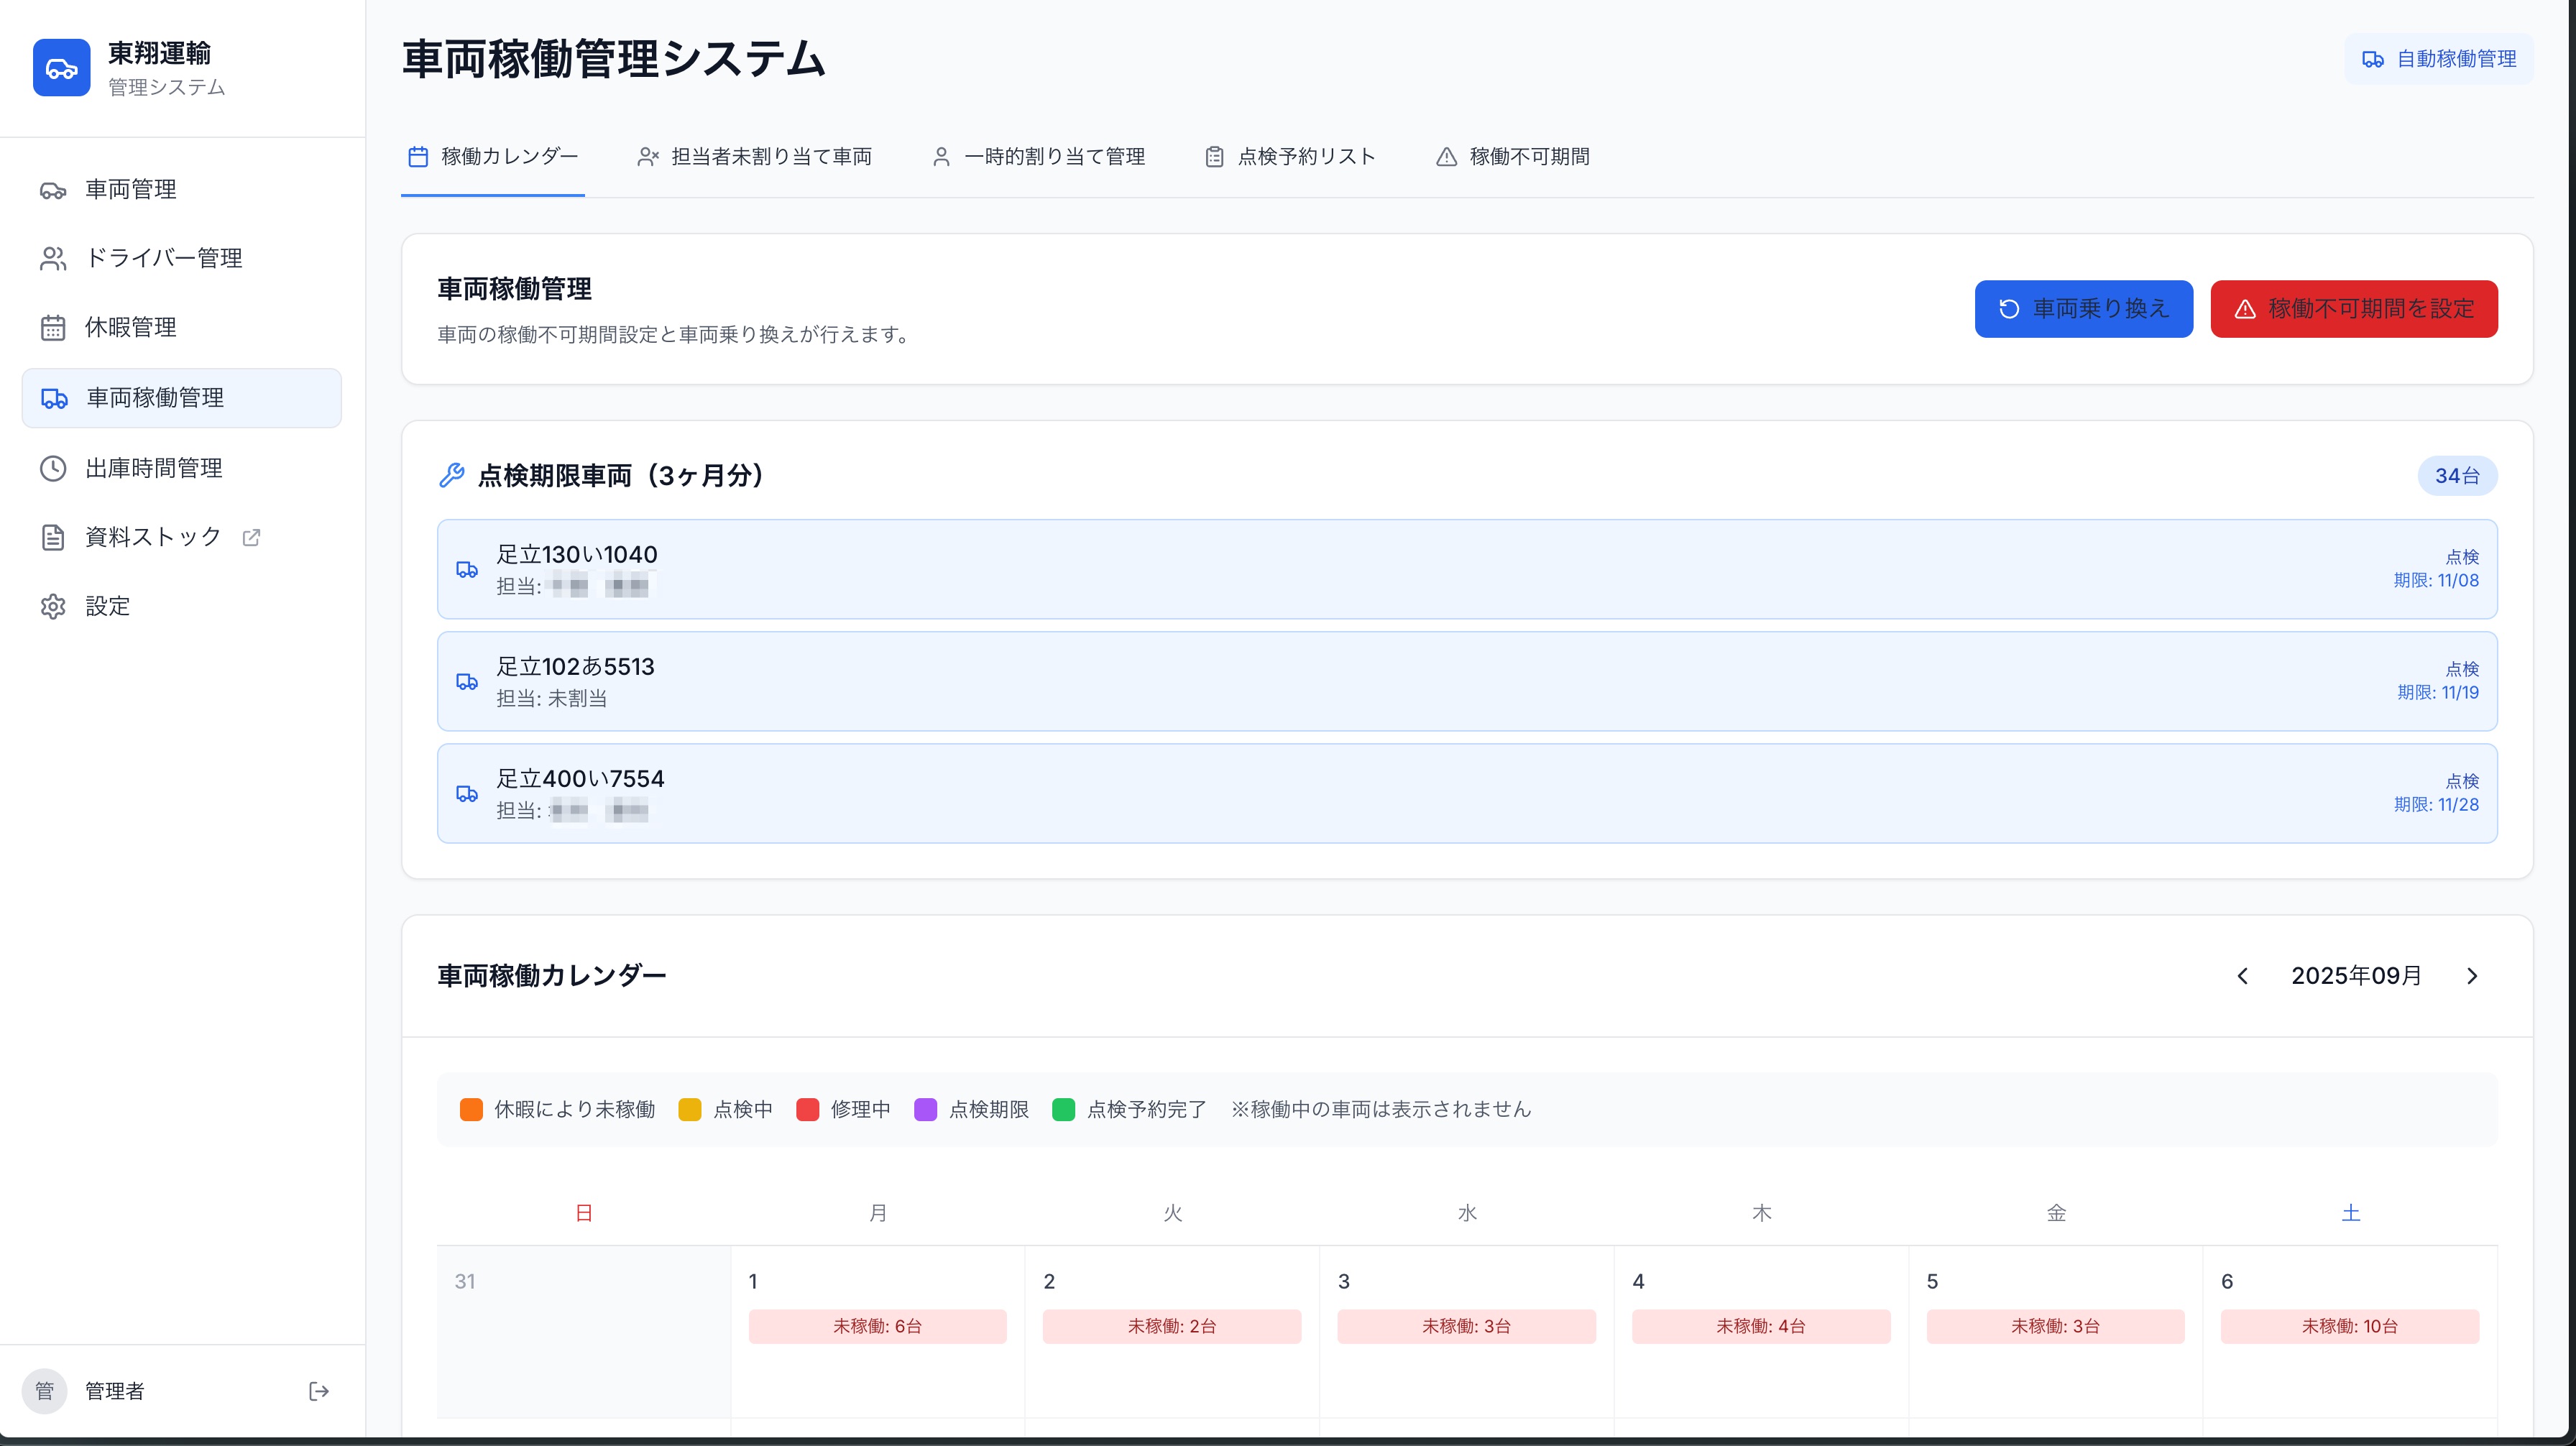 東翔運輸
管理システム
車両管理
ドライバー管理
休暇管理
車両稼働管理
出庫時間管理
資料ストック
設定
管 管理者
車両稼働管理システム
自動稼働管理
稼働カレンダー 担当者未割り当て車両 一時的割り当て管理 点検予約リスト 稼働不可期間
車両稼働管理
車両の稼働不可期間設定と車両乗り換えが行えます。
車両乗り換え 稼働不可期間を設定
点検期限車両（3ヶ月分） 34台
足立130い1040
担当:
点検
期限: 11/08
足立102あ5513
担当: 未割当
点検
期限: 11/19
足立400い7554
担当:
点検
期限: 11/28
車両稼働カレンダー 2025年09月
休暇により未稼働 点検中 修理中 点検期限 点検予約完了 ※稼働中の車両は表示されません
日 月 火 水 木 金 土
31 1 2 3 4 5 6
未稼働: 6台 未稼働: 2台 未稼働: 3台 未稼働: 4台 未稼働: 3台 未稼働: 10台